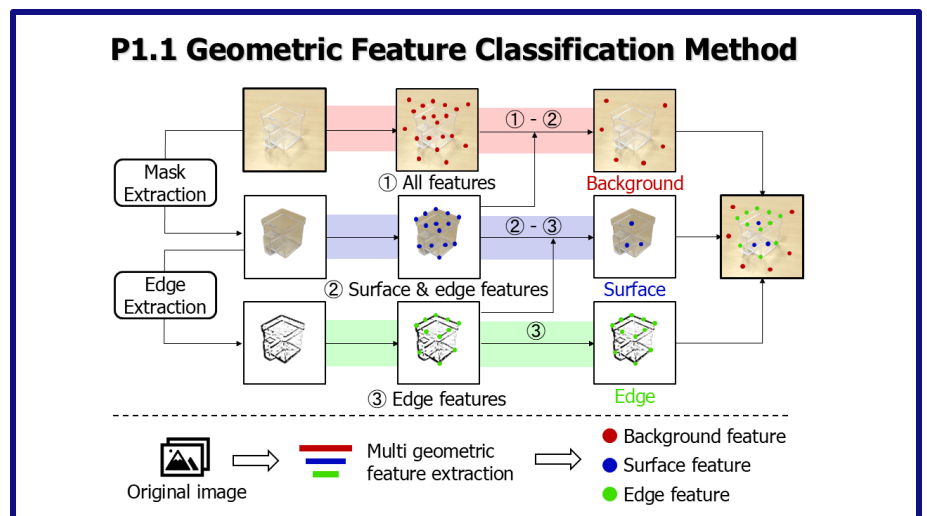 P1.1 Geometric Feature Classification Method
① - ②
Mask
Extraction
① All features
Background
② - ③
Edge
Extraction
② Surface & edge features
Surface
③
③ Edge features
Edge
Original image
Multi geometric
feature extraction
Background feature
Surface feature
Edge feature